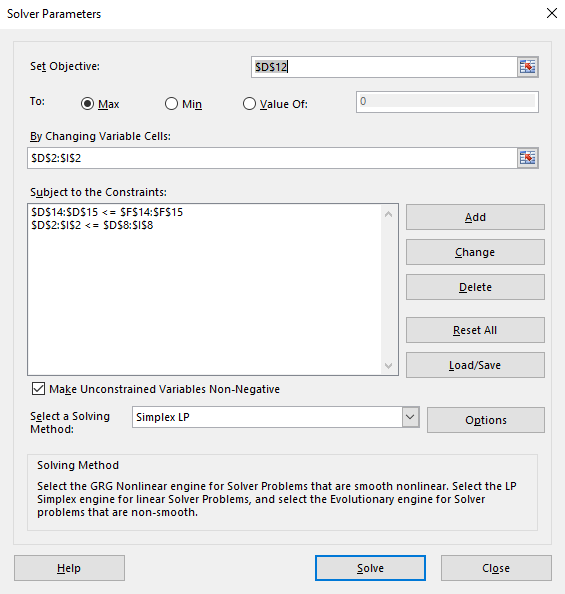 Solver Parameters
Set Objective:
$D$12
To:
Max
Min
Value Of:
0
By Changing Variable Cells:
$D$2:$I$2
Subject to the Constraints:
$D$14:$D$15 <= $F$14:$F$15
$D$2:$I$2 <= $D$8:$I$8
Add
Change
Delete
Reset All
Load/Save
Make Unconstrained Variables Non-Negative
Select a Solving
Method:
Simplex LP
Options
Solving Method
Select the GRG Nonlinear engine for Solver Problems that are smooth nonlinear. Select the LP
Simplex engine for linear Solver Problems, and select the Evolutionary engine for Solver
problems that are non-smooth.
Help
Solve
Close